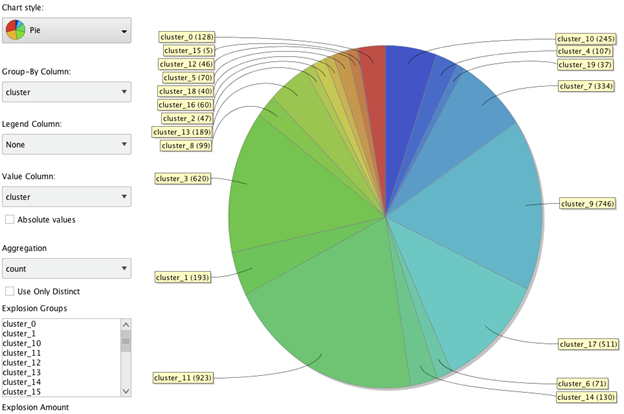 Chart style:
Pie
Group-By Column:
cluster
Legend Column:
None
Value Column:
cluster
Absolute values
Aggregation
count
Use Only Distinct
Explosion Groups
cluster_0
cluster_1
cluster_10
cluster_11
cluster_12
cluster_13
cluster_14
cluster_15
Explosion Amount
cluster_0 (128)
cluster_15 (5)
cluster_12 (46)
cluster_5 (70)
cluster_18 (40)
cluster_16 (60)
cluster_2 (47)
cluster_13 (189)
cluster_8 (99)
cluster_3 (620)
cluster_1 (193)
cluster_11 (923)
cluster_10 (245)
cluster_4 (107)
cluster_19 (37)
cluster_7 (334)
cluster_9 (746)
cluster_17 (511)
cluster_6 (71)
cluster_14 (130)